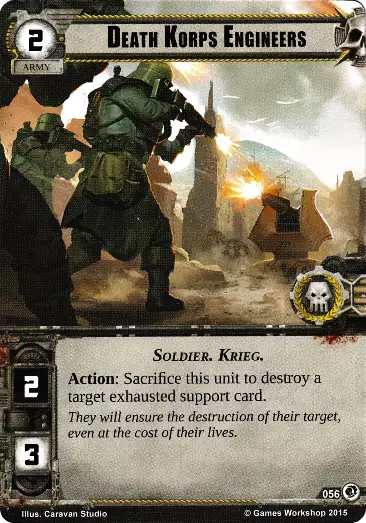 2
DEATH KORPS ENGINEERS
ARMY
SOLDIER. KRIEG.
2
Action: Sacrifice this unit to destroy a
target exhausted support card.
They will ensure the destruction of their target,
even at the cost of their lives.
3
056
Illus. Caravan Studio
© Games Workshop 2015